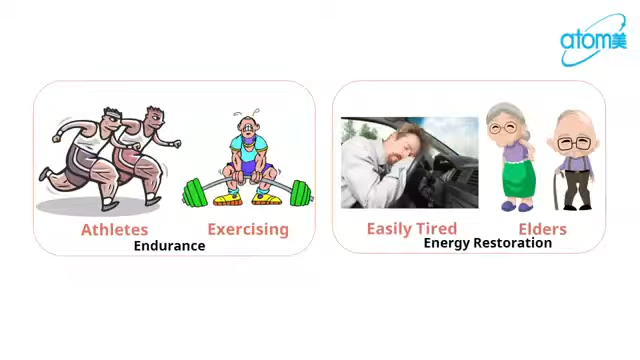 atom美
Athletes
Exercising
Endurance
Easily Tired
Elders
Energy Restoration